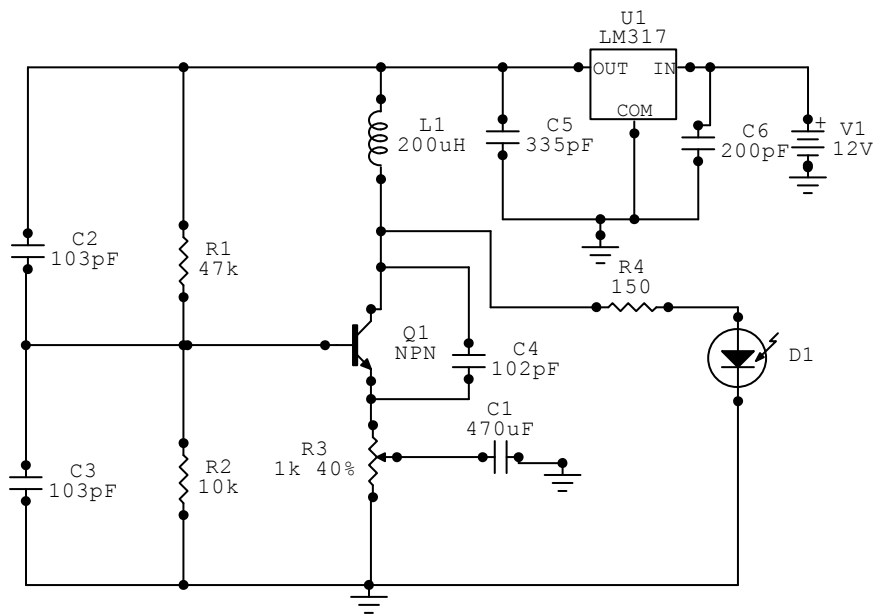 U1
LM317
OUT IN
COM
L1
200uH
C5
335pF
C6
200pF
+
V1
12V
C2
103pF
R1
47k
R4
150
Q1
NPN
C4
102pF
D1
C1
470uF
R3
1k 40%
C3
103pF
R2
10k